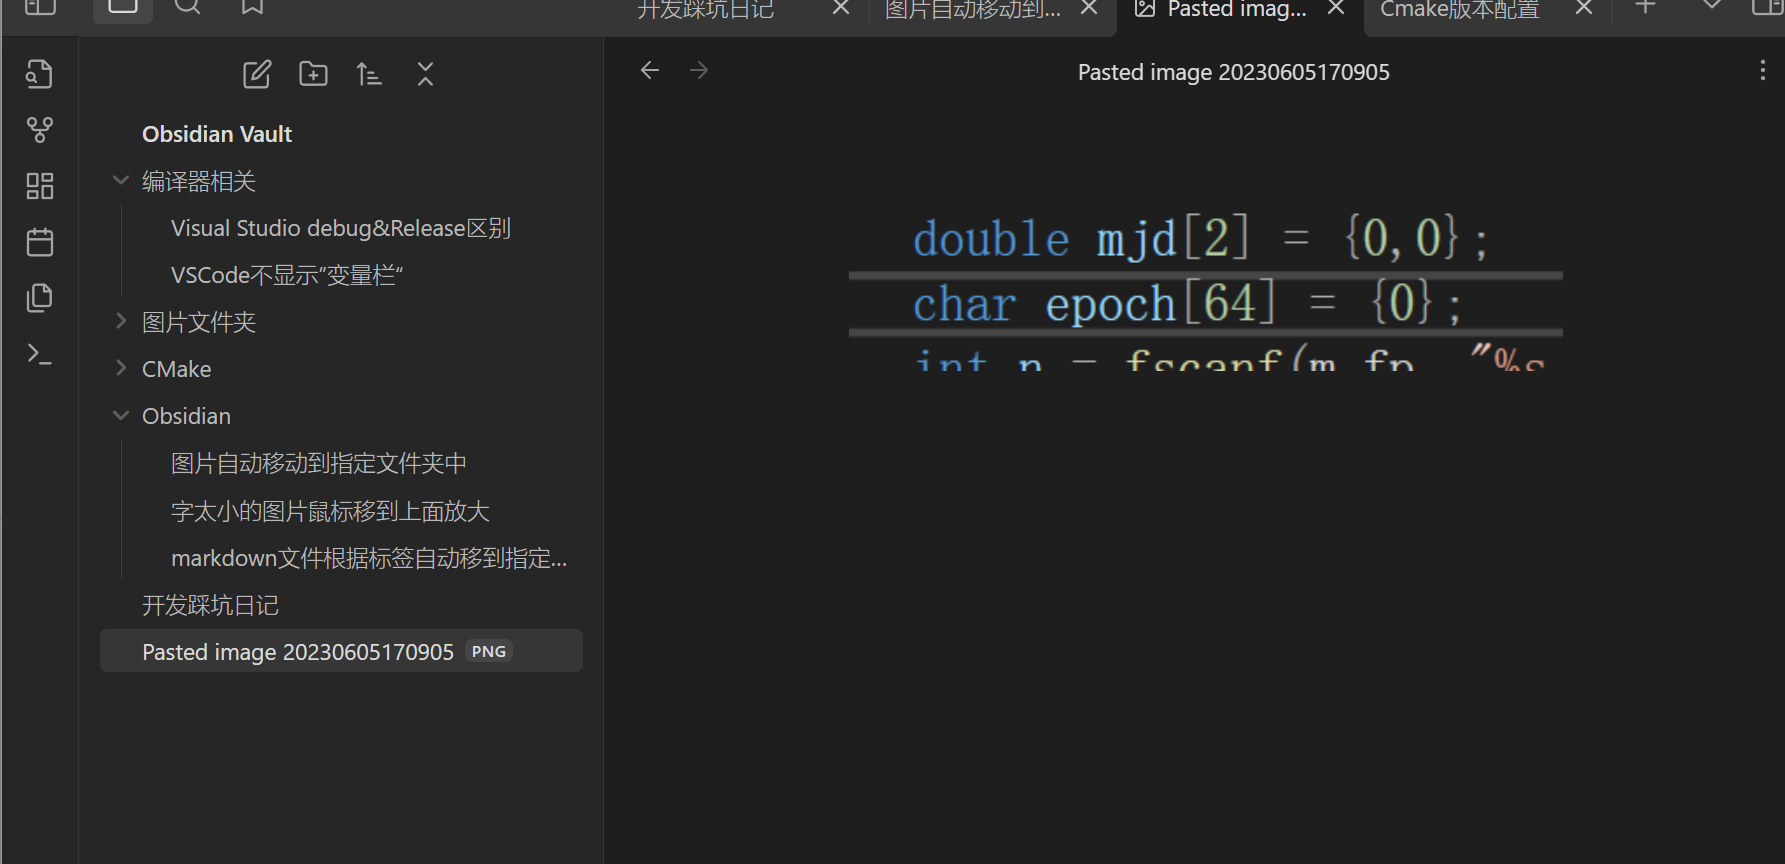 开发踩坑日记
图片自动移动到...
Pasted imag...
Cmake版本配置
Pasted image 20230605170905
Obsidian Vault
编译器相关
Visual Studio debug&Release区别
VSCode不显示"变量栏"
图片文件夹
CMake
Obsidian
图片自动移动到指定文件夹中
字太小的图片鼠标移到上面放大
markdown文件根据标签自动移到指定...
开发踩坑日记
Pasted image 20230605170905 PNG
double mjd[2] = {0,0};
char epoch[64] = {0};
int n = fscanf(m_fp, "%s